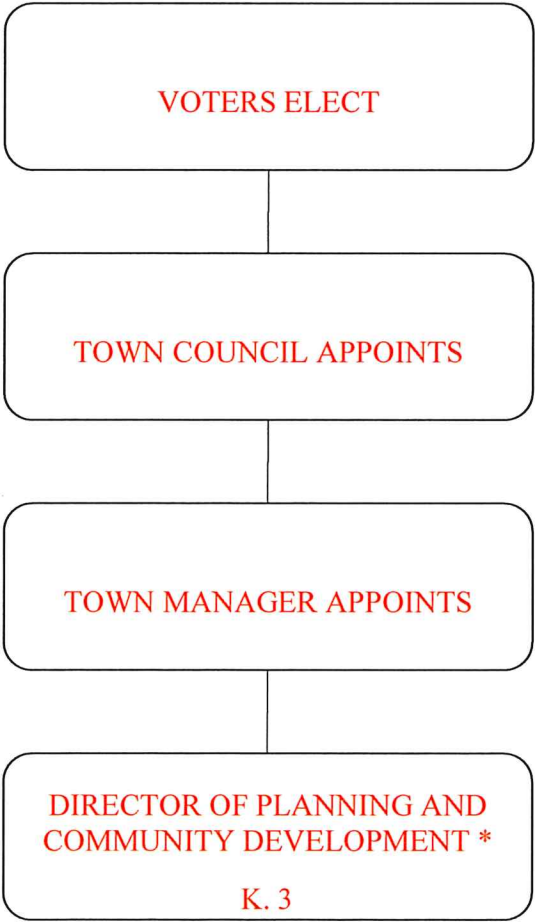 VOTERS ELECT
TOWN COUNCIL APPOINTS
TOWN MANAGER APPOINTS
DIRECTOR OF PLANNING AND
COMMUNITY DEVELOPMENT *
K. 3